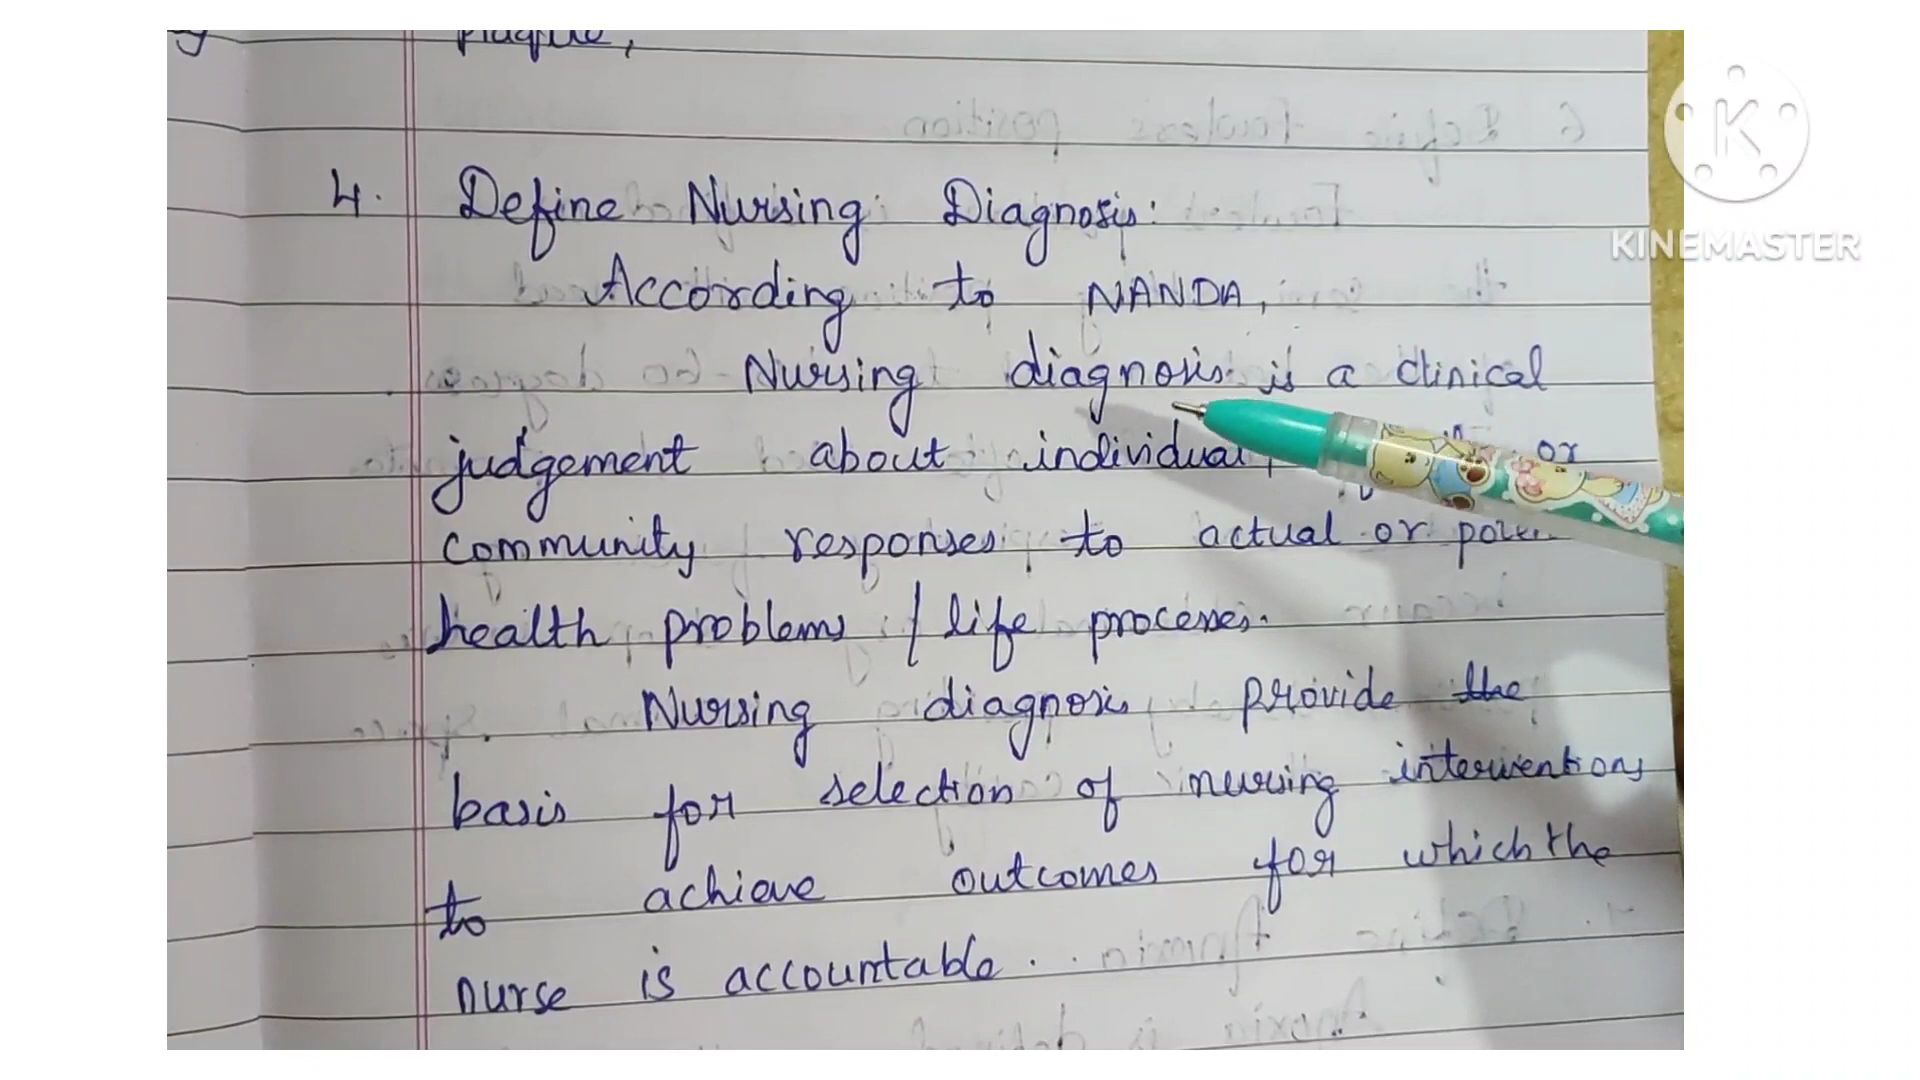 plaque,
4. Define Nursing Diagnosis:
According to NANDA,
Nursing diagnosis is a clinical
judgement about individual, or
community responses to actual or
health problems / life processes.
Nursing diagnosis provide the
basis for selection of nursing interventions
to achieve outcomes for which the
nurse is accountable.
K
KINEMASTER